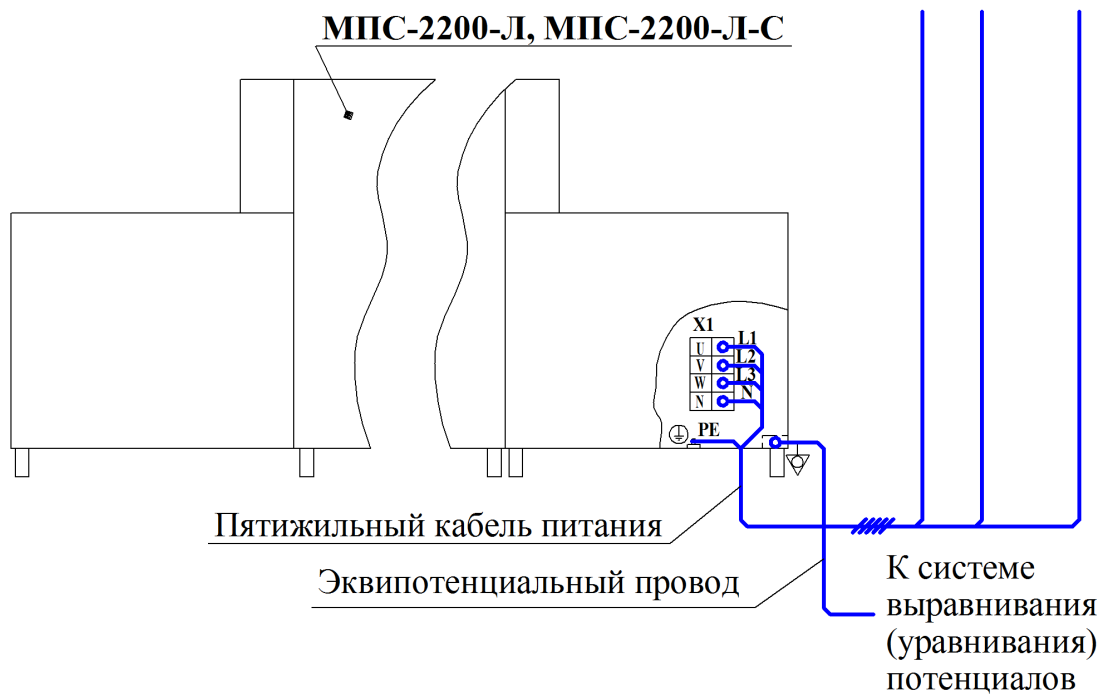 МПС-2200-Л, МПС-2200-Л-С
X1
L1
U
L2
V
L3
W
N
N
PE
Пятижильный кабель питания
Эквипотенциальный провод
К системе
выравнивания
(уравнивания)
потенциалов